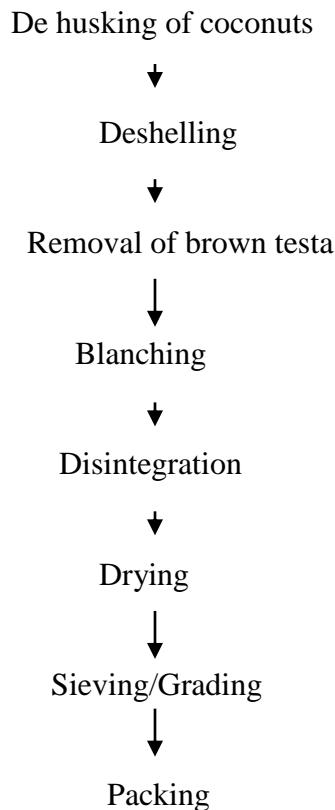 De husking of coconuts
Deshelling
Removal of brown testa
Blanching
Disintegration
Drying
Sieving/Grading
Packing